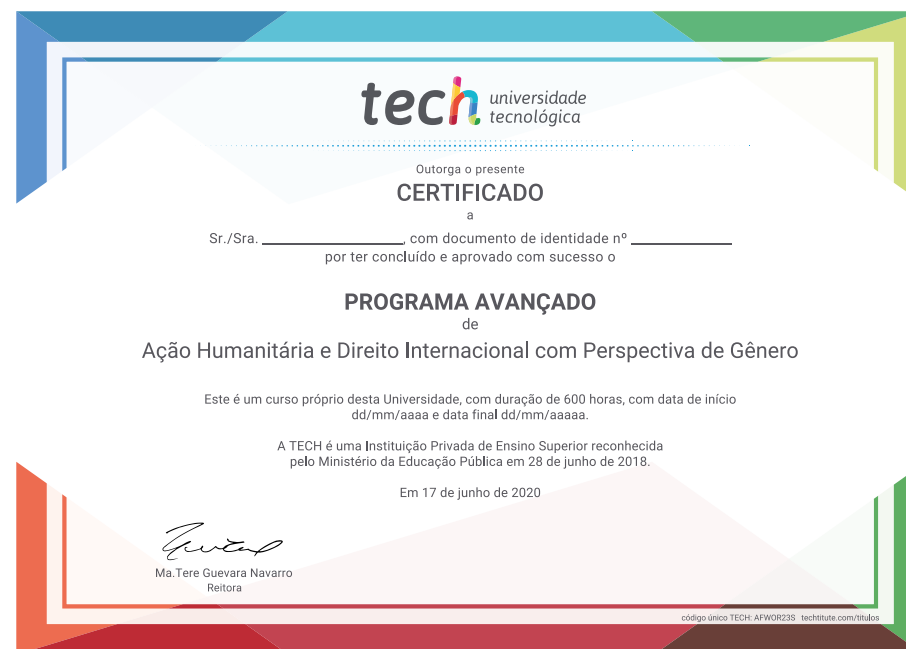 tech universidade
tecnológica
Outorga o presente
CERTIFICADO
a
Sr./Sra. ________________, com documento de identidade nº ____________
por ter concluído e aprovado com sucesso o
PROGRAMA AVANÇADO
de
Ação Humanitária e Direito Internacional com Perspectiva de Gênero
Este é um curso próprio desta Universidade, com duração de 600 horas, com data de início
dd/mm/aaaa e data final dd/mm/aaaaa.
A TECH é uma Instituição Privada de Ensino Superior reconhecida
pelo Ministério da Educação Pública em 28 de junho de 2018.
Em 17 de junho de 2020
Ma.Tere Guevara Navarro
Reitora
código único TECH: AFWOR23S techtitute.com/titulos